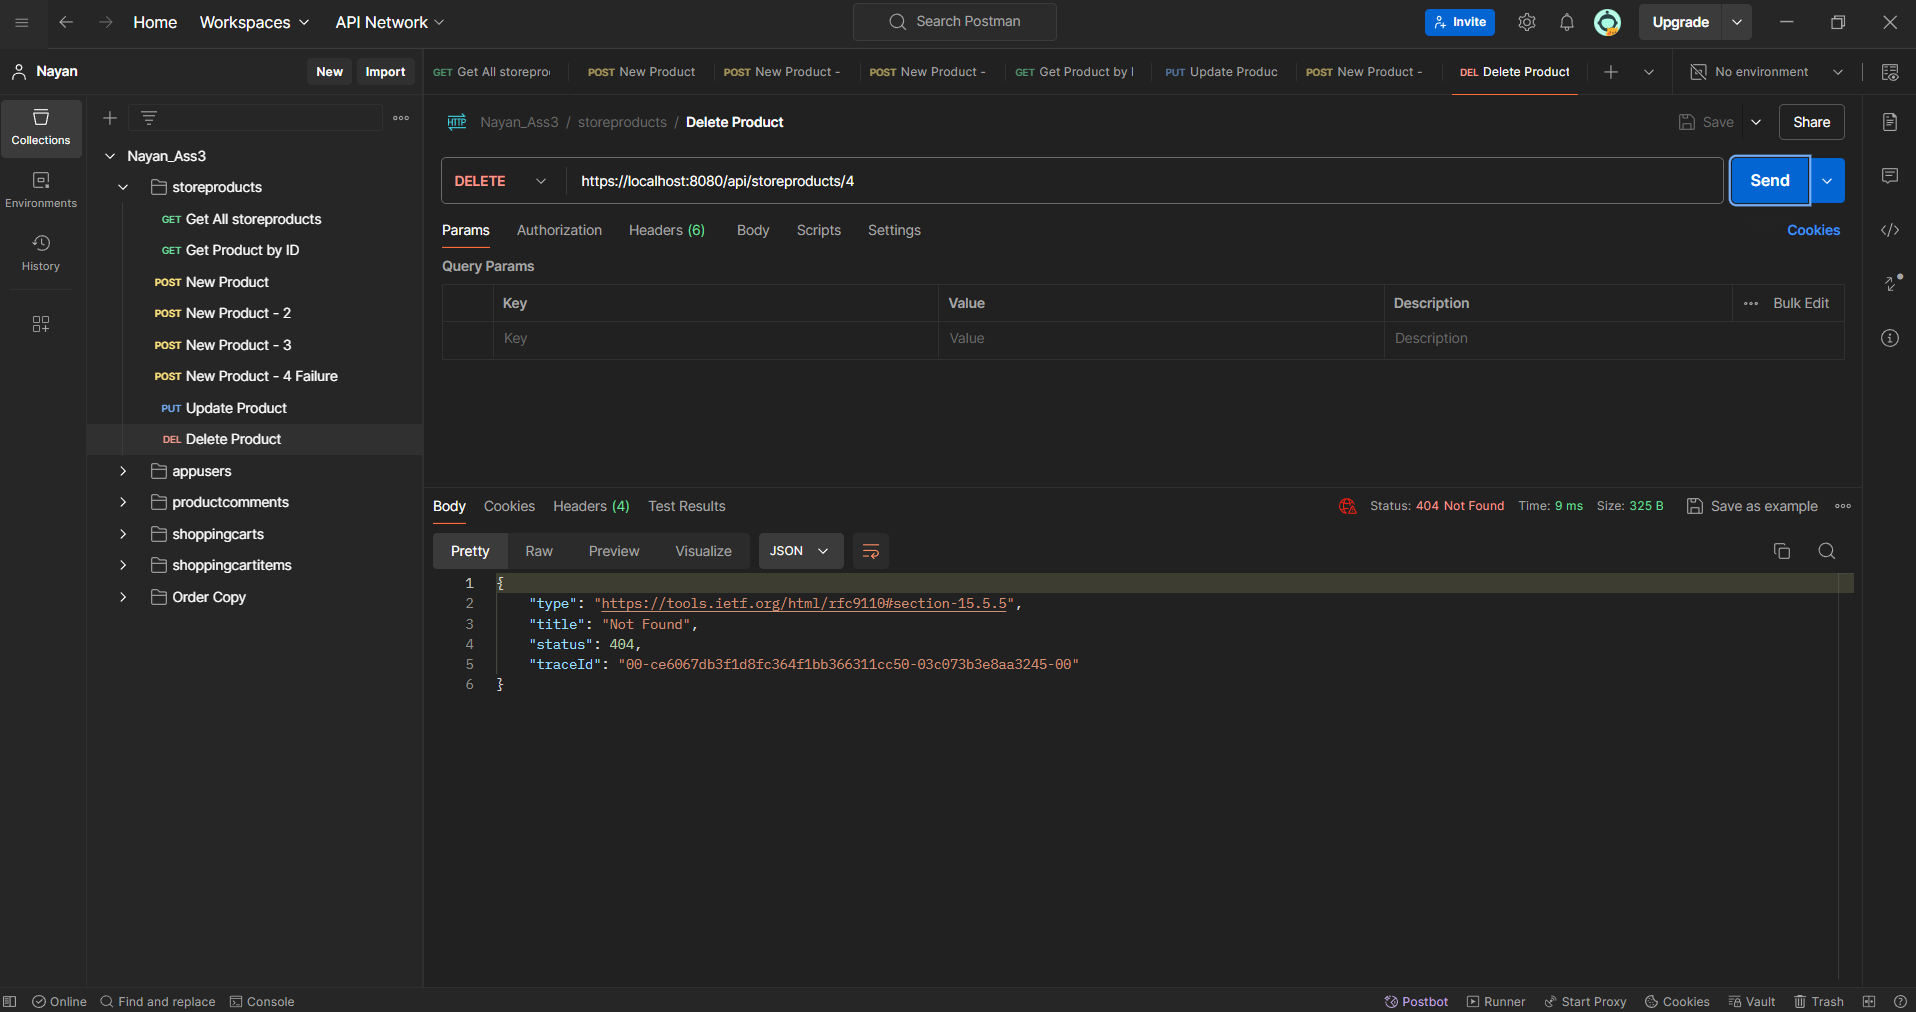 Home Workspaces API Network Search Postman Invite Upgrade
Nayan New Import
GET Get All storepro POST New Product POST New Product - POST New Product - GET Get Product by I PUT Update Produc POST New Product - DEL Delete Product No environment
Collections
Environments
History
Nayan_Ass3
storeproducts
GET Get All storeproducts
GET Get Product by ID
POST New Product
POST New Product - 2
POST New Product - 3
POST New Product - 4 Failure
PUT Update Product
DEL Delete Product
appusers
productcomments
shoppingcarts
shoppingcartitems
Order Copy
HTTP Nayan_Ass3 / storeproducts / Delete Product Save Share
DELETE https://localhost:8080/api/storeproducts/4 Send
Params Authorization Headers (6) Body Scripts Settings Cookies
Query Params
Key Value Description Bulk Edit
Key Value Description
Body Cookies Headers (4) Test Results Status: 404 Not Found Time: 9 ms Size: 325 B Save as example
Pretty Raw Preview Visualize JSON
1 {
2 "type": "https://tools.ietf.org/html/rfc9110#section-15.5.5",
3 "title": "Not Found",
4 "status": 404,
5 "traceId": "00-ce6067db3f1d8fc364f1bb366311cc50-03c073b3e8aa3245-00"
6 }
Online Find and replace Console Postbot Runner Start Proxy Cookies Vault Trash